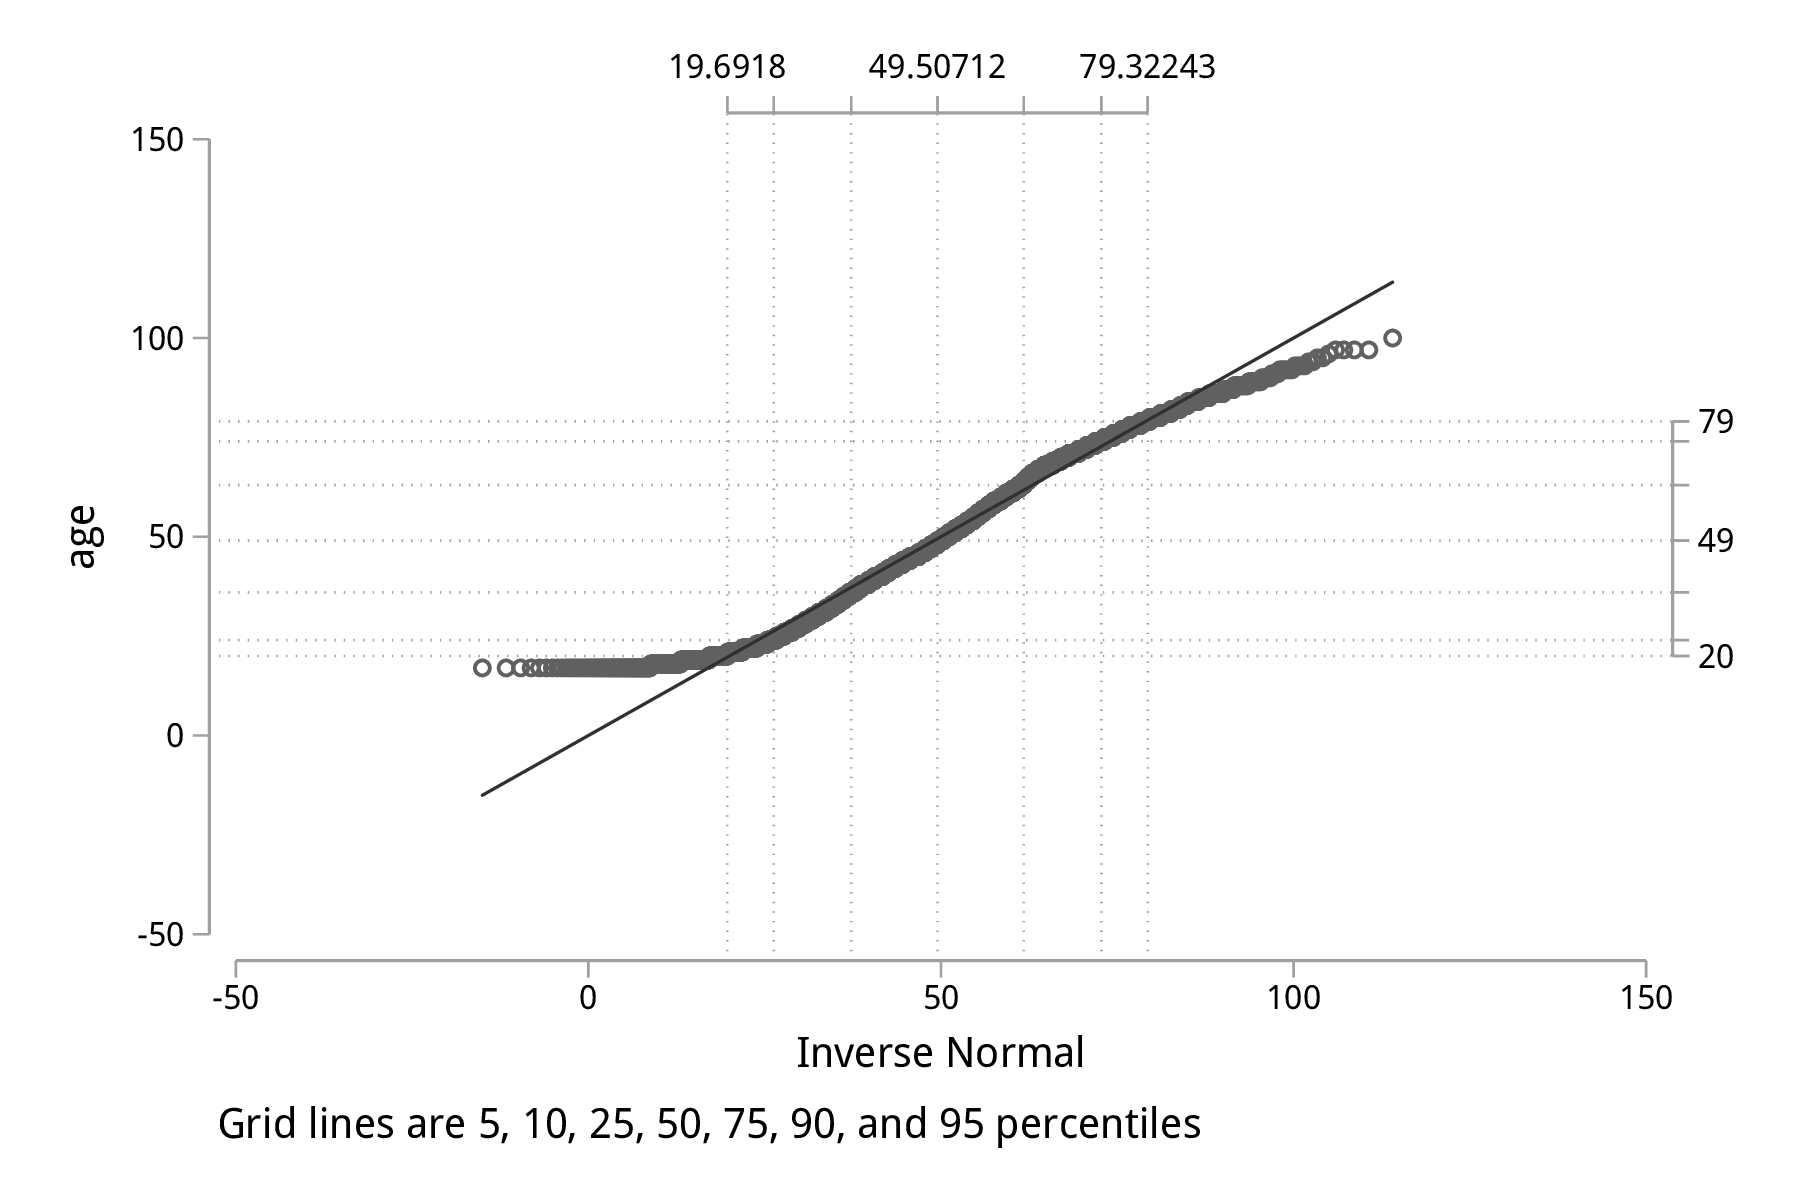 19.6918 49.50712 79.32243
150
100
50
0
-50
age
79
49
20
-50 0 50 100 150
Inverse Normal
Grid lines are 5, 10, 25, 50, 75, 90, and 95 percentiles